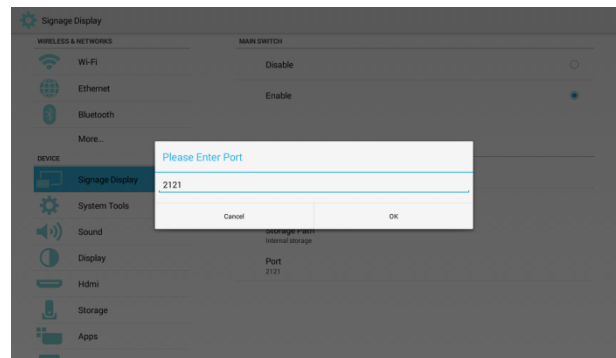 Signage Display
WIRELESS & NETWORKS
Wi-Fi
Ethernet
Bluetooth
More...
DEVICE
Signage Display
System Tools
Sound
Display
Hdmi
Storage
Apps
MAIN SWITCH
Disable
Enable
Please Enter Port
2121
Cancel
OK
Storage Path
Internal storage
Port
2121